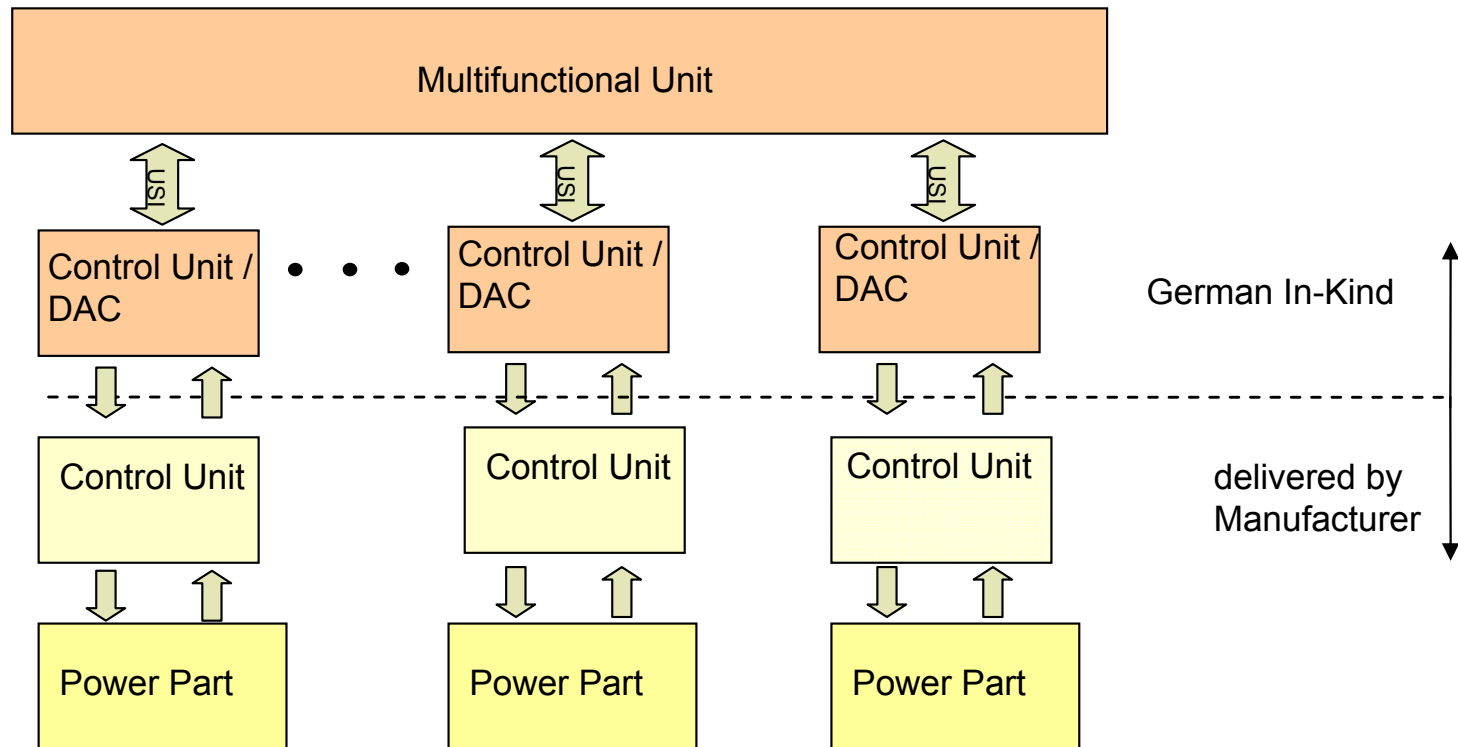 Multifunctional Unit
USI
USI
USI
Control Unit /
DAC
Control Unit /
DAC
Control Unit /
DAC
German In-Kind
Control Unit
Control Unit
Control Unit
delivered by
Manufacturer
Power Part
Power Part
Power Part